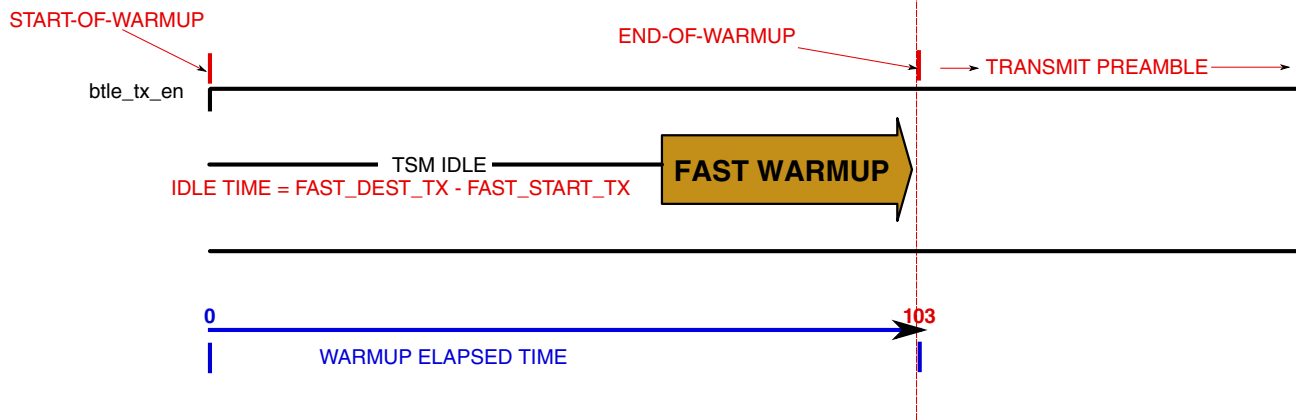 START-OF-WARMUP
END-OF-WARMUP
TRANSMIT PREAMBLE
btle_tx_en
TSM IDLE
FAST WARMUP
IDLE TIME = FAST_DEST_TX - FAST_START_TX
0
103
WARMUP ELAPSED TIME